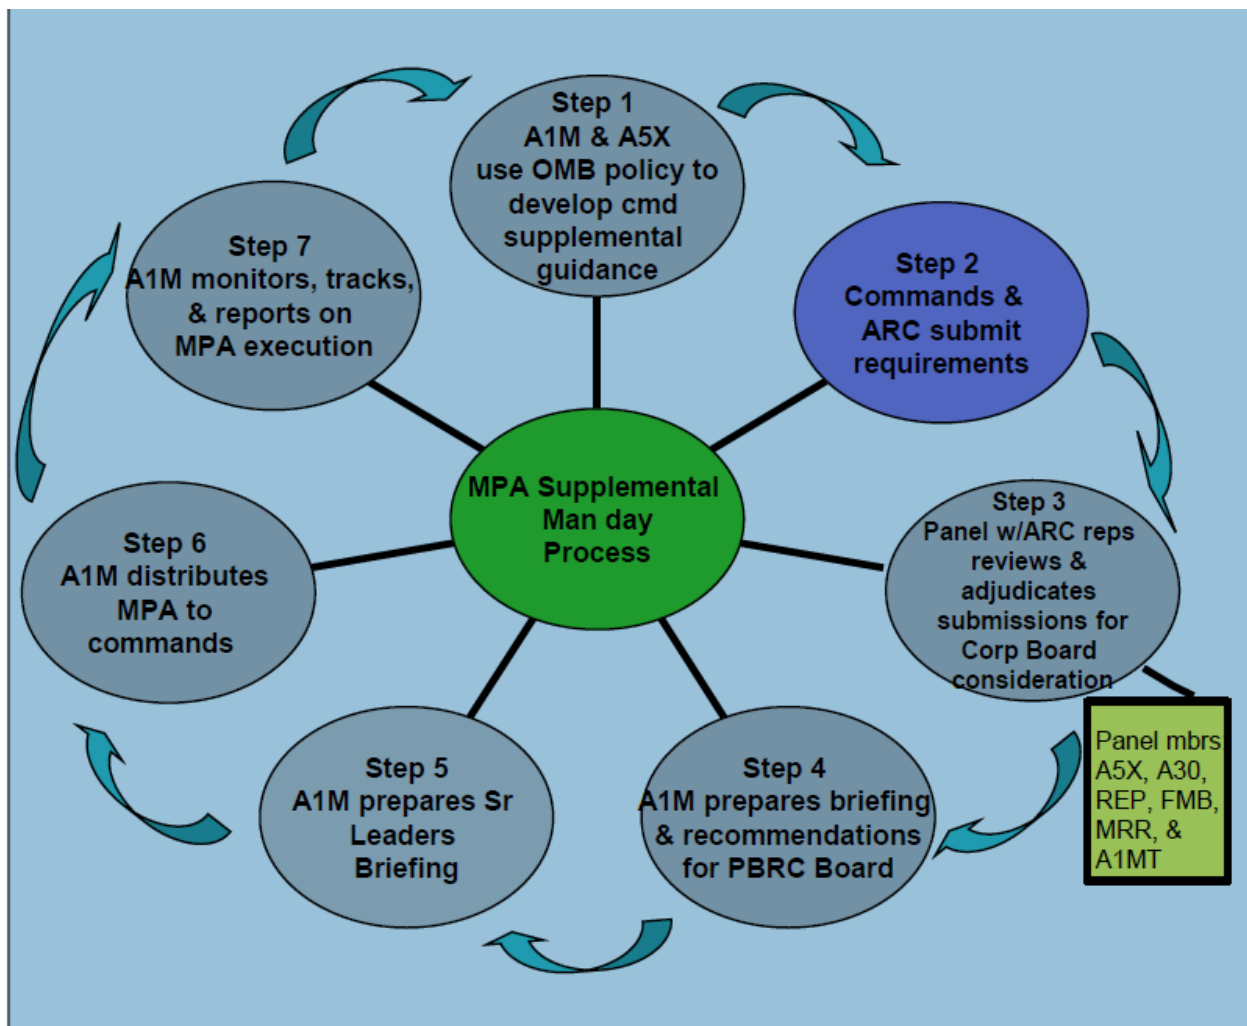 Step 1
A1M & A5X
use OMB policy to
develop cmd
supplemental
guidance
Step 2
Commands &
ARC submit
requirements
Step 3
Panel w/ARC reps
reviews &
adjudicates
submissions for
Corp Board
consideration
Panel mbrs
A5X, A30,
REP, FMB,
MRR, &
A1MT
Step 4
A1M prepares briefing
& recommendations
for PBRC Board
Step 5
A1M prepares Sr
Leaders
Briefing
Step 6
A1M distributes
MPA to
commands
Step 7
A1M monitors, tracks,
& reports on
MPA execution
MPA Supplemental
Man day
Process